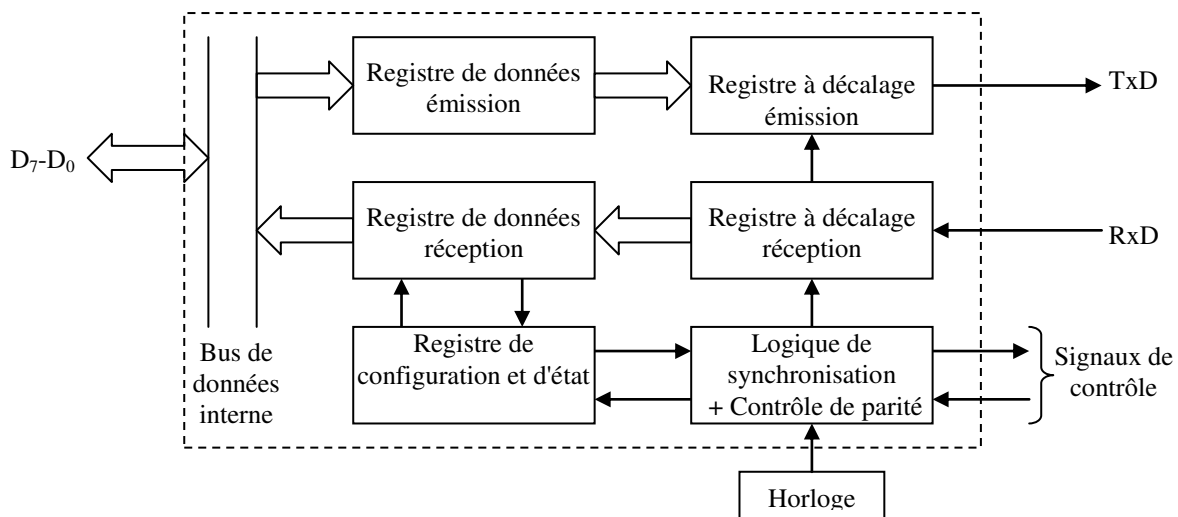 Registre de données
émission
Registre à décalage
émission
TxD
D₇-D₀
Registre de données
réception
Registre à décalage
réception
RxD
Bus de
données
interne
Registre de
configuration et d'état
Logique de
synchronisation
+ Contrôle de parité
Signaux de
contrôle
Horloge